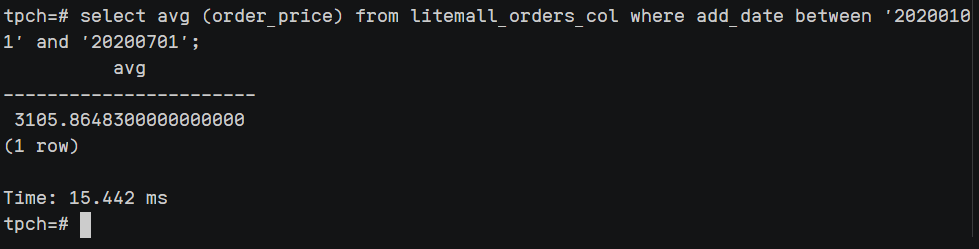 tpch=# select avg (order_price) from litemall_orders_col where add_date between '2020010
1' and '20200701';
avg
-----------------------
3105.8648300000000000
(1 row)
Time: 15.442 ms
tpch=#